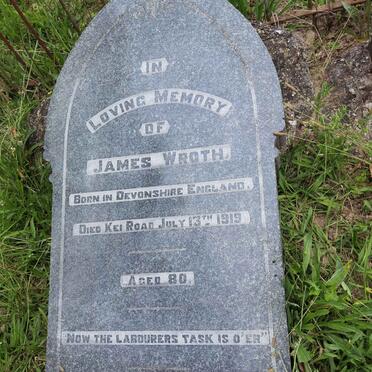 IN
LOVING MEMORY
OF
JAMES WROTH.
BORN IN DEVONSHIRE ENGLAND.
DIED KEI ROAD JULY 13TH 1919
AGED 80.
NOW THE LABOURERS TASK IS O'ER"